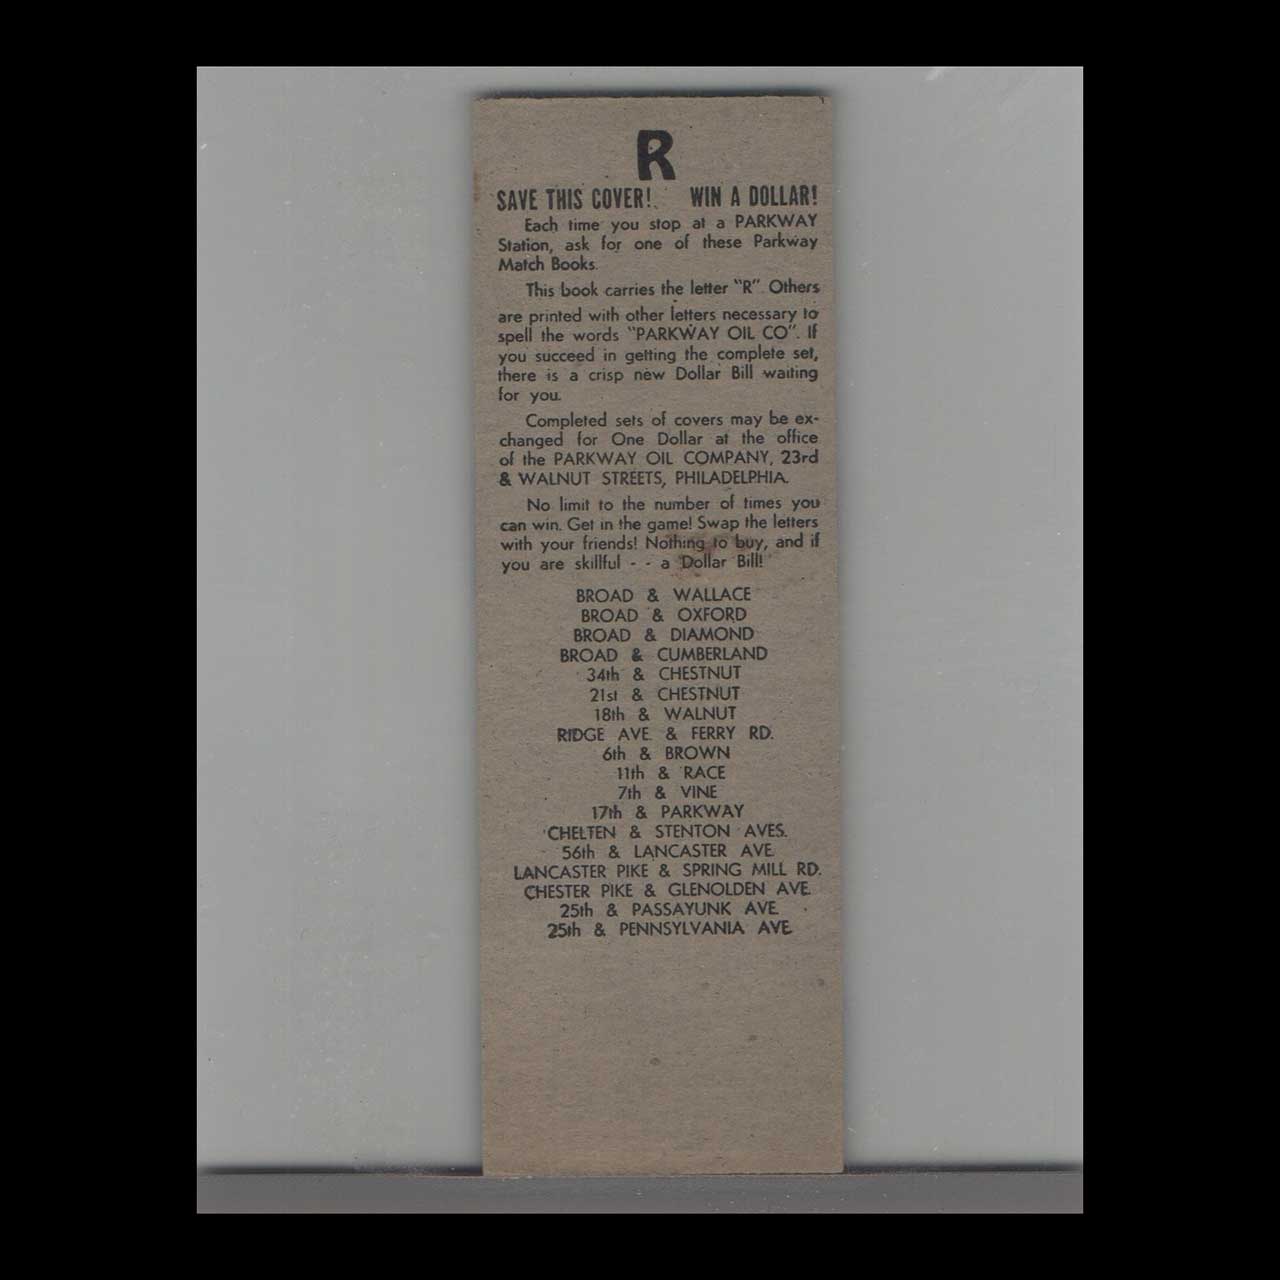 R
SAVE THIS COVER! WIN A DOLLAR!
Each time you stop at a PARKWAY
Station, ask for one of these Parkway
Match Books.
This book carries the letter "R". Others
are printed with other letters necessary to
spell the words "PARKWAY OIL CO". If
you succeed in getting the complete set,
there is a crisp new Dollar Bill waiting
for you.
Completed sets of covers may be ex-
changed for One Dollar at the office
of the PARKWAY OIL COMPANY, 23rd
& WALNUT STREETS, PHILADELPHIA.
No limit to the number of times you
can win. Get in the game! Swap the letters
with your friends! Nothing to buy, and if
you are skillful - - a Dollar Bill!
BROAD & WALLACE
BROAD & OXFORD
BROAD & DIAMOND
BROAD & CUMBERLAND
34th & CHESTNUT
21st & CHESTNUT
18th & WALNUT
RIDGE AVE. & FERRY RD.
6th & BROWN
11th & RACE
7th & VINE
17th & PARKWAY
CHELTEN & STENTON AVES.
56th & LANCASTER AVE.
LANCASTER PIKE & SPRING MILL RD.
CHESTER PIKE & GLENOLDEN AVE.
25th & PASSAYUNK AVE.
25th & PENNSYLVANIA AVE.